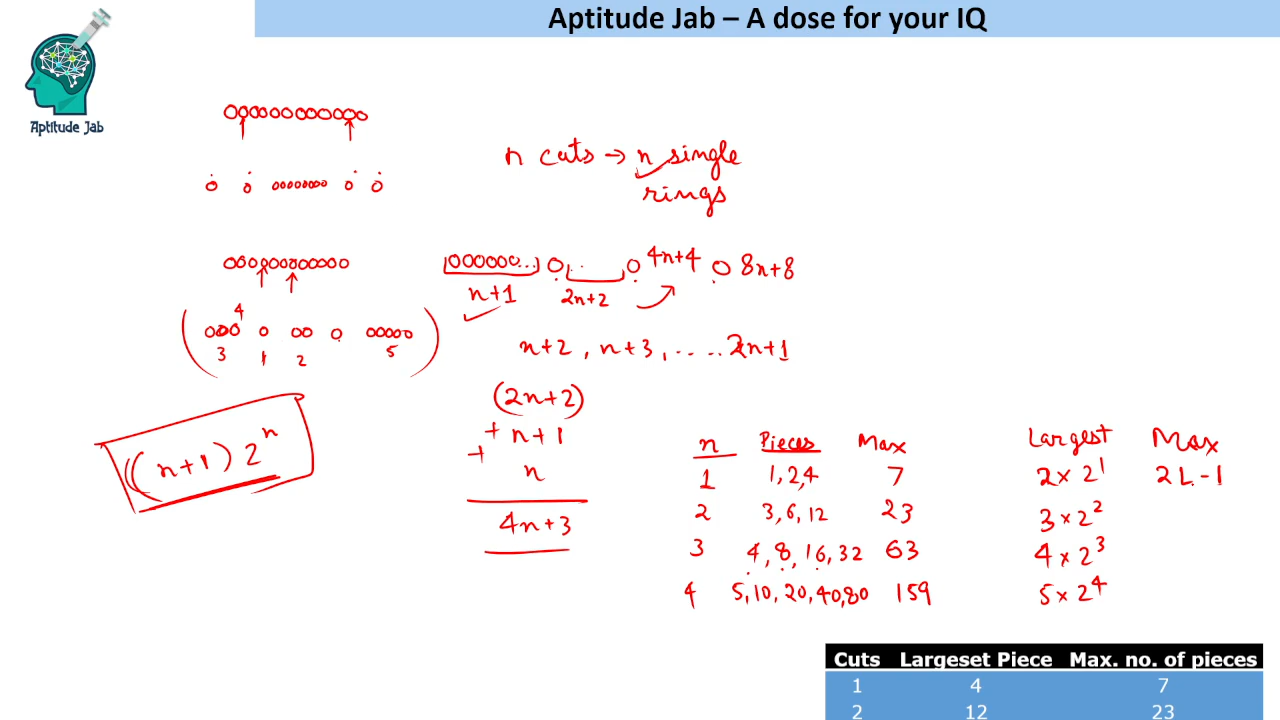 Aptitude Jab – A dose for your IQ
Aptitude Jab
n cuts → n single
rings
4n+4
8n+8
n+1
2n+2
4
3 1 2 5
n+2, n+3, ..... 2n+1
(2n+2)
+ n+1
+ n
4n+3
(n+1) 2^n
n Pieces Max Largest Max
1 1,2,4 7 2×2^1 2L-1
2 3,6,12 23 3×2^2
3 4,8,16,32 63 4×2^3
4 5,10,20,40,80 159 5×2^4
Cuts Largeset Piece Max. no. of pieces
1 4 7
2 12 23